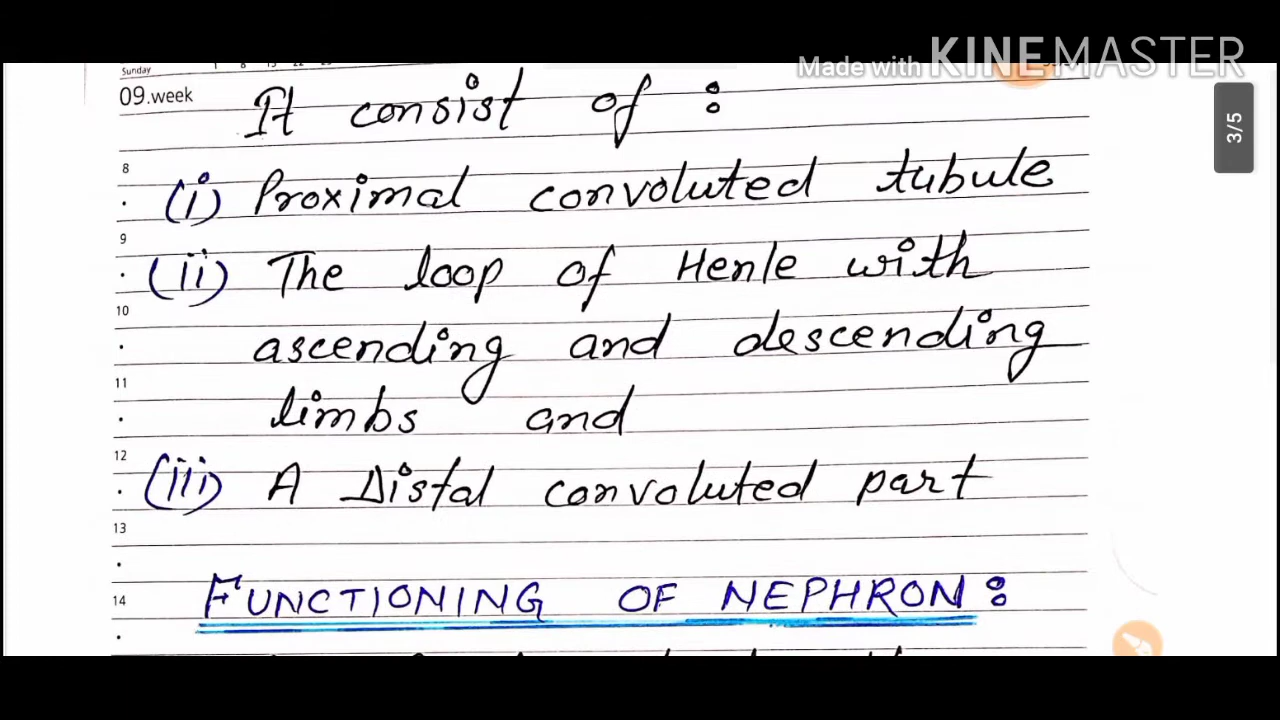 Made with KINEMASTER
Sunday
09.week
It consist of :
3/5
8
(i) Proximal convoluted tubule
9
(ii) The loop of Henle with
10
ascending and descending
11
limbs and
12
(iii) A Distal convoluted part
13
14
FUNCTIONING OF NEPHRON :